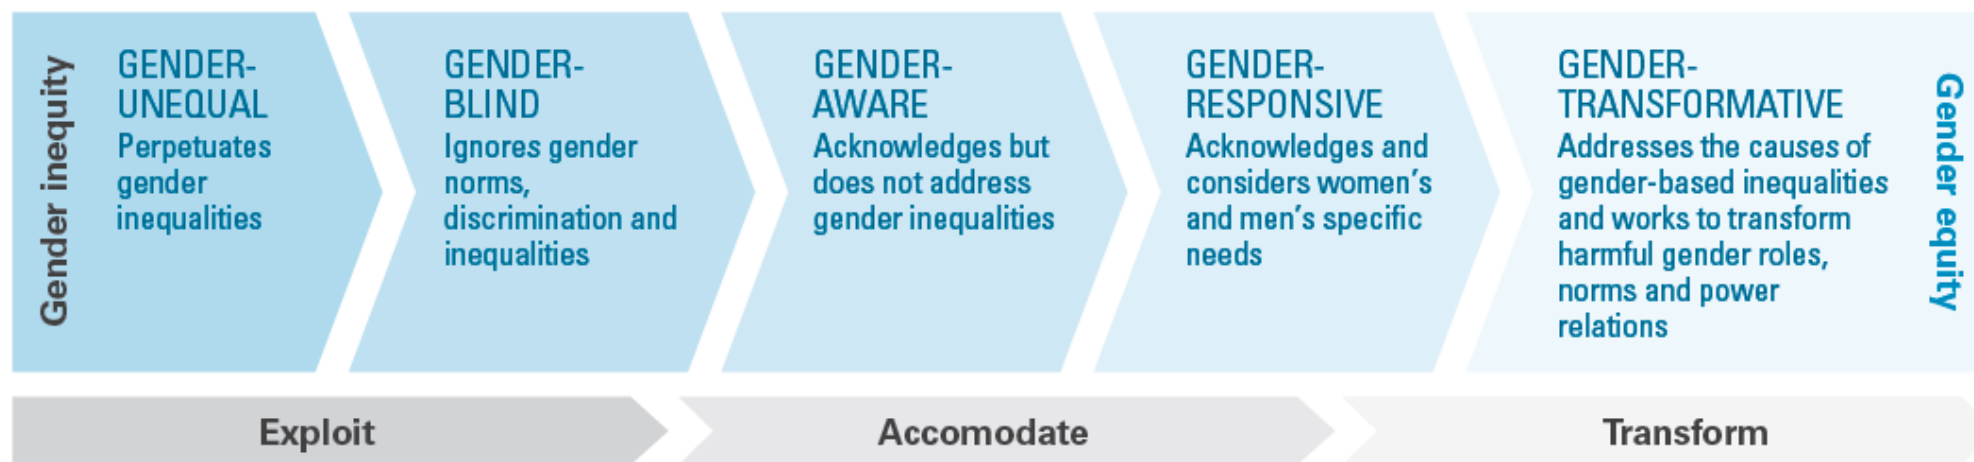 Gender inequity
GENDER-
UNEQUAL
Perpetuates
gender
inequalities
GENDER-
BLIND
Ignores gender
norms,
discrimination and
inequalities
GENDER-
AWARE
Acknowledges but
does not address
gender inequalities
GENDER-
RESPONSIVE
Acknowledges and
considers women’s
and men’s specific
needs
GENDER-
TRANSFORMATIVE
Addresses the causes of
gender-based inequalities
and works to transform
harmful gender roles,
norms and power
relations
Gender equity
Exploit
Accomodate
Transform